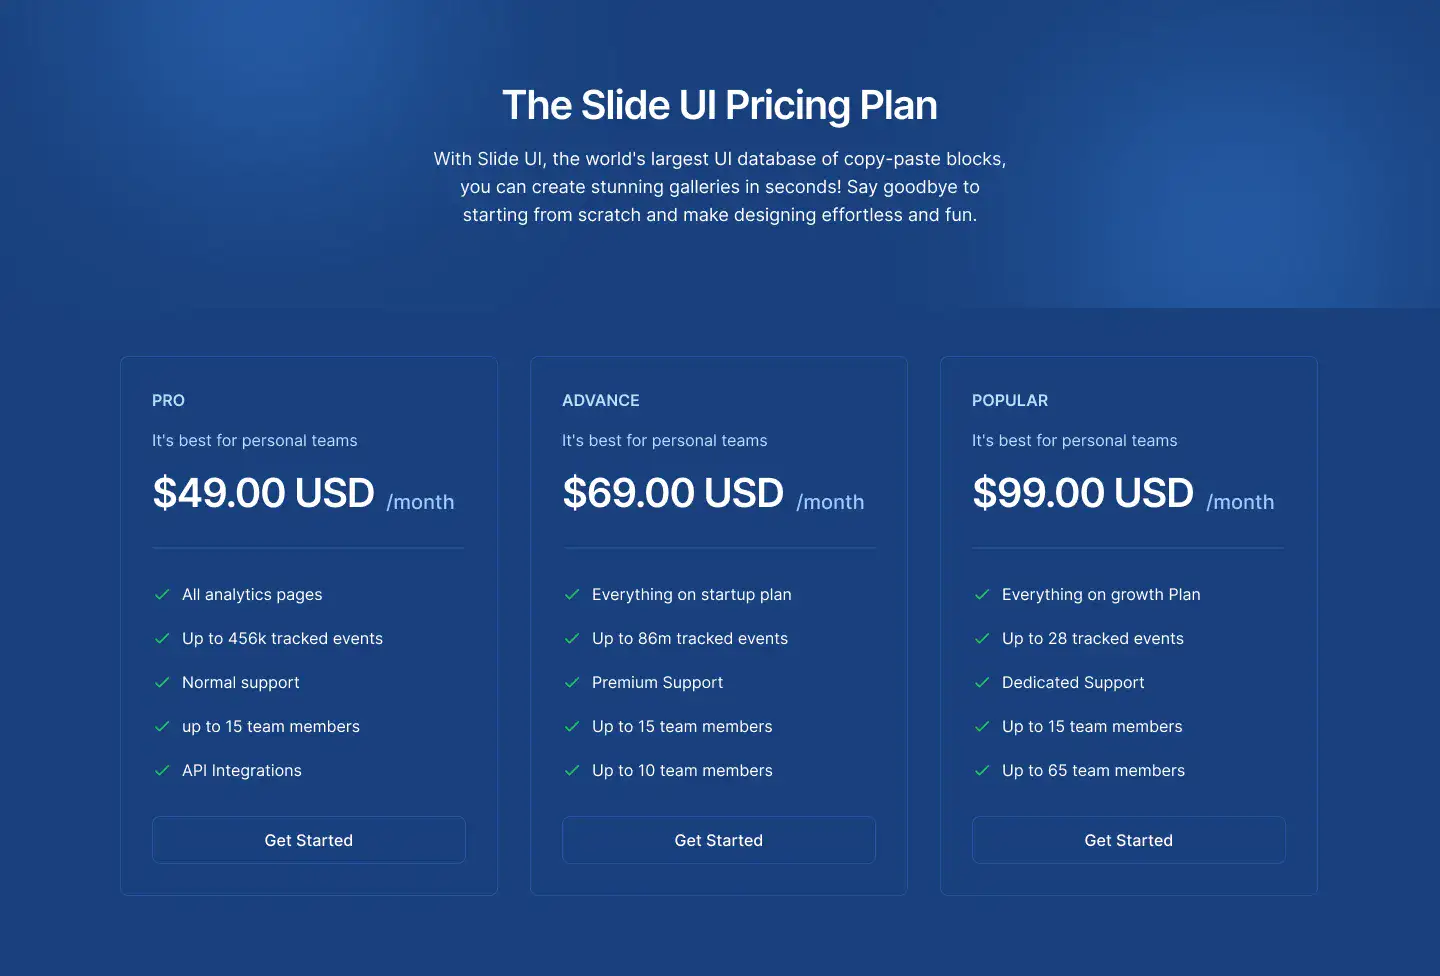 The Slide UI Pricing Plan
With Slide UI, the world's largest UI database of copy-paste blocks,
you can create stunning galleries in seconds! Say goodbye to
starting from scratch and make designing effortless and fun.
PRO
It's best for personal teams
$49.00 USD /month
All analytics pages
Up to 456k tracked events
Normal support
up to 15 team members
API Integrations
Get Started
ADVANCE
It's best for personal teams
$69.00 USD /month
Everything on startup plan
Up to 86m tracked events
Premium Support
Up to 15 team members
Up to 10 team members
Get Started
POPULAR
It's best for personal teams
$99.00 USD /month
Everything on growth Plan
Up to 28 tracked events
Dedicated Support
Up to 15 team members
Up to 65 team members
Get Started